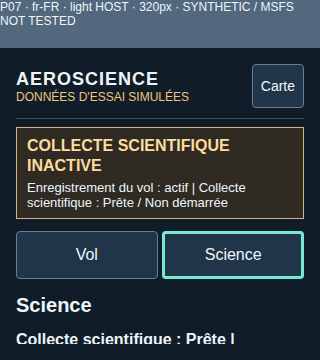 P07 · fr-FR · light HOST · 320px · SYNTHETIC / MSFS
NOT TESTED
AEROSCIENCE
DONNÉES D'ESSAI SIMULÉES
Carte
COLLECTE SCIENTIFIQUE
INACTIVE
Enregistrement du vol : actif | Collecte
scientifique : Prête / Non démarrée
Vol
Science
Science
Collecte scientifique : Prête |